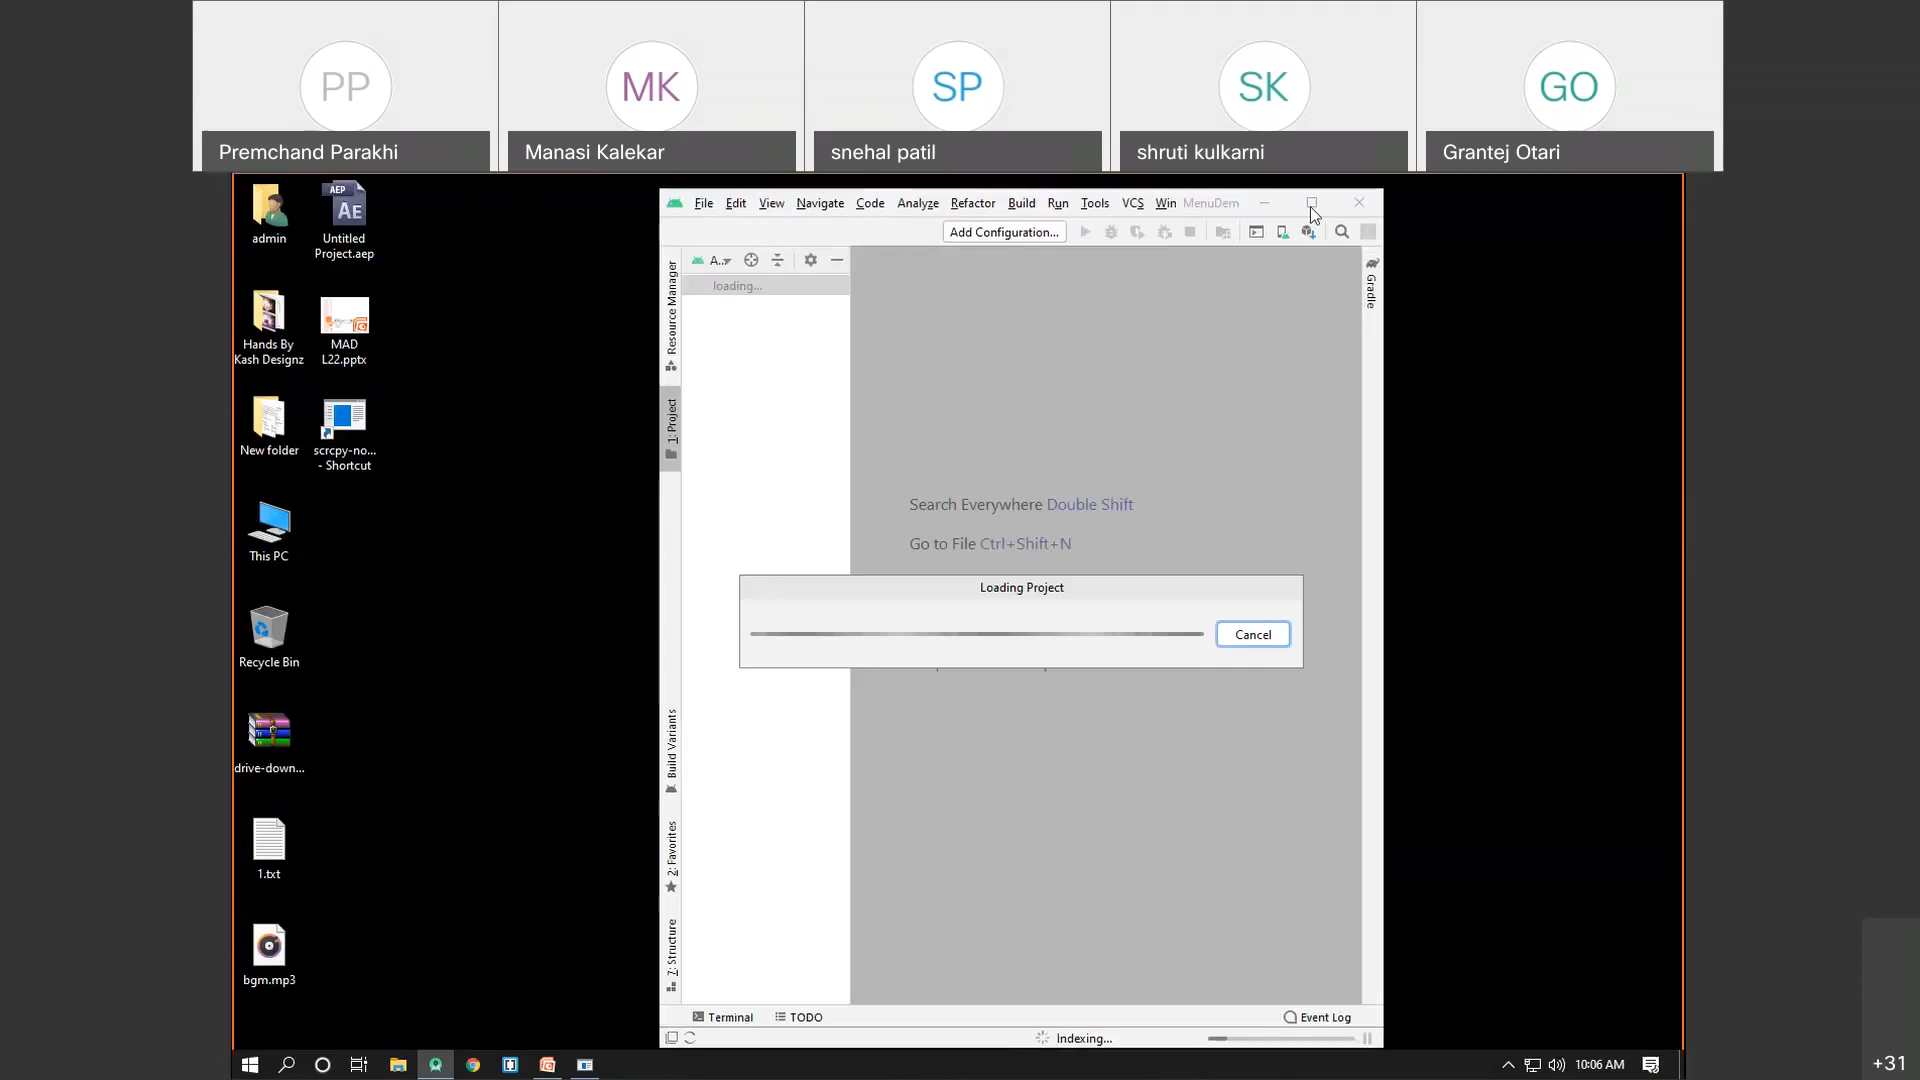 PP
MK
SP
SK
GO
Premchand Parakhi
Manasi Kalekar
snehal patil
shruti kulkarni
Grantej Otari
File Edit View Navigate Code Analyze Refactor Build Run Tools VCS Win MenuDem
Add Configuration...
A..
loading...
Resource Manager
1: Project
Build Variants
2: Favorites
7: Structure
Gradle
Search Everywhere Double Shift
Go to File Ctrl+Shift+N
Loading Project
Cancel
Terminal
TODO
Event Log
Indexing...
admin
AEP
Ae
Untitled
Project.aep
Hands By
Kash Designz
MAD
L22.pptx
New folder
scrcpy-no...
- Shortcut
This PC
Recycle Bin
drive-down...
1.txt
bgm.mp3
10:06 AM
+31